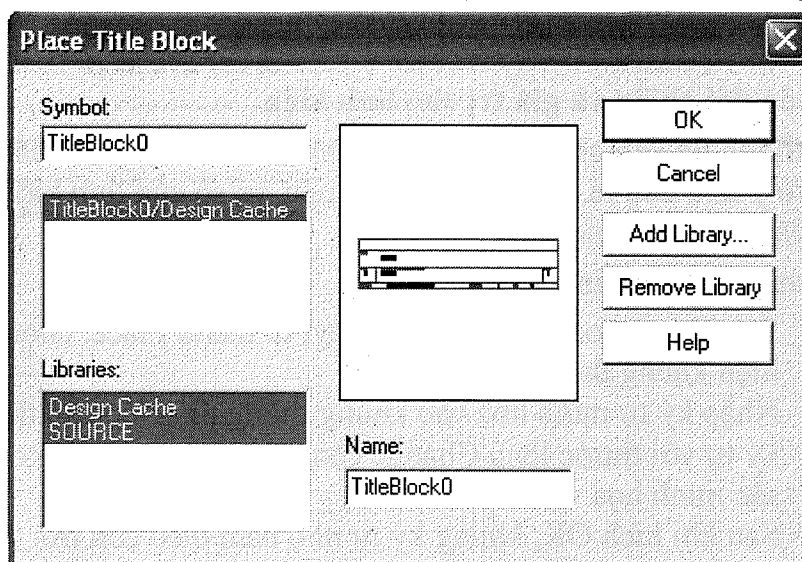 Place Title Block
Symbol:
TitleBlock0
TitleBlock0/Design Cache
Libraries:
Design Cache
SOURCE
Name:
TitleBlock0
OK
Cancel
Add Library...
Remove Library
Help